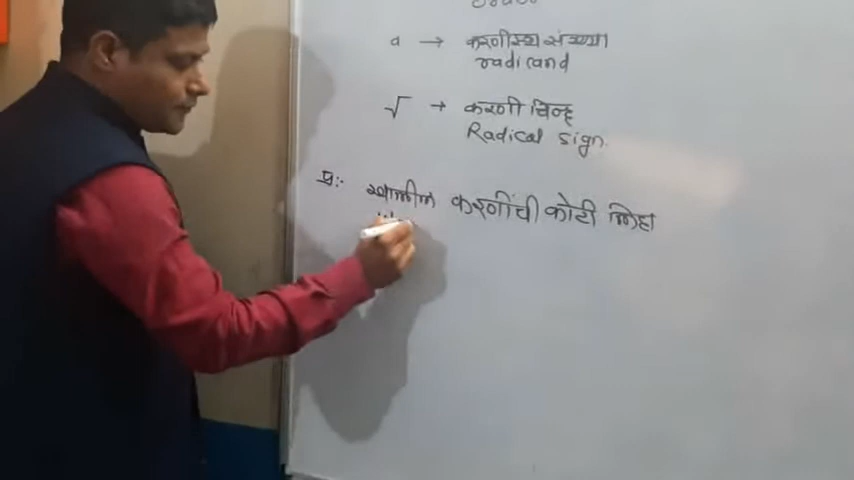 a → करणीस्थ संख्या
radicand
√ → करणी चिन्ह
Radical sign.
प्र:- खालील करणींची कोटी लिहा